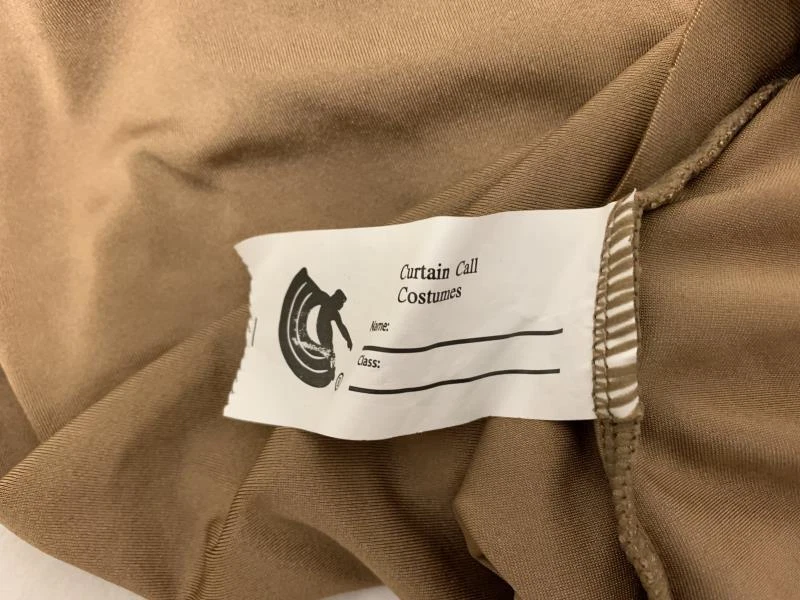 Curtain Call
Costumes
Name:
Class: